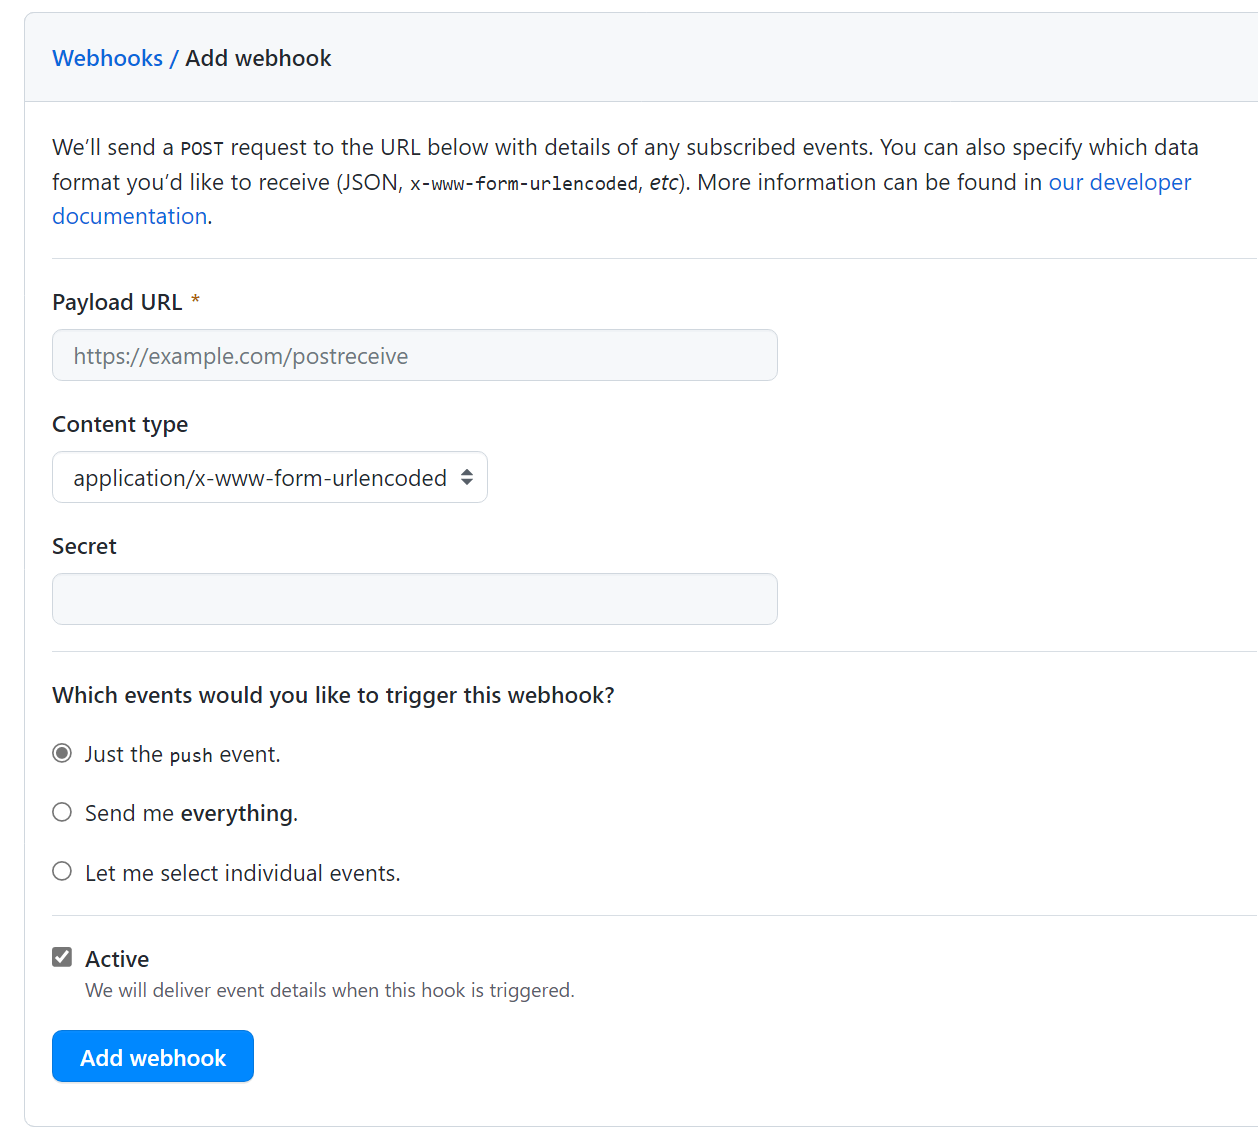 Webhooks / Add webhook
We’ll send a POST request to the URL below with details of any subscribed events. You can also specify which data
format you’d like to receive (JSON, x-www-form-urlencoded, etc). More information can be found in our developer
documentation.
Payload URL *
https://example.com/postreceive
Content type
application/x-www-form-urlencoded
Secret
Which events would you like to trigger this webhook?
Just the push event.
Send me everything.
Let me select individual events.
Active
We will deliver event details when this hook is triggered.
Add webhook